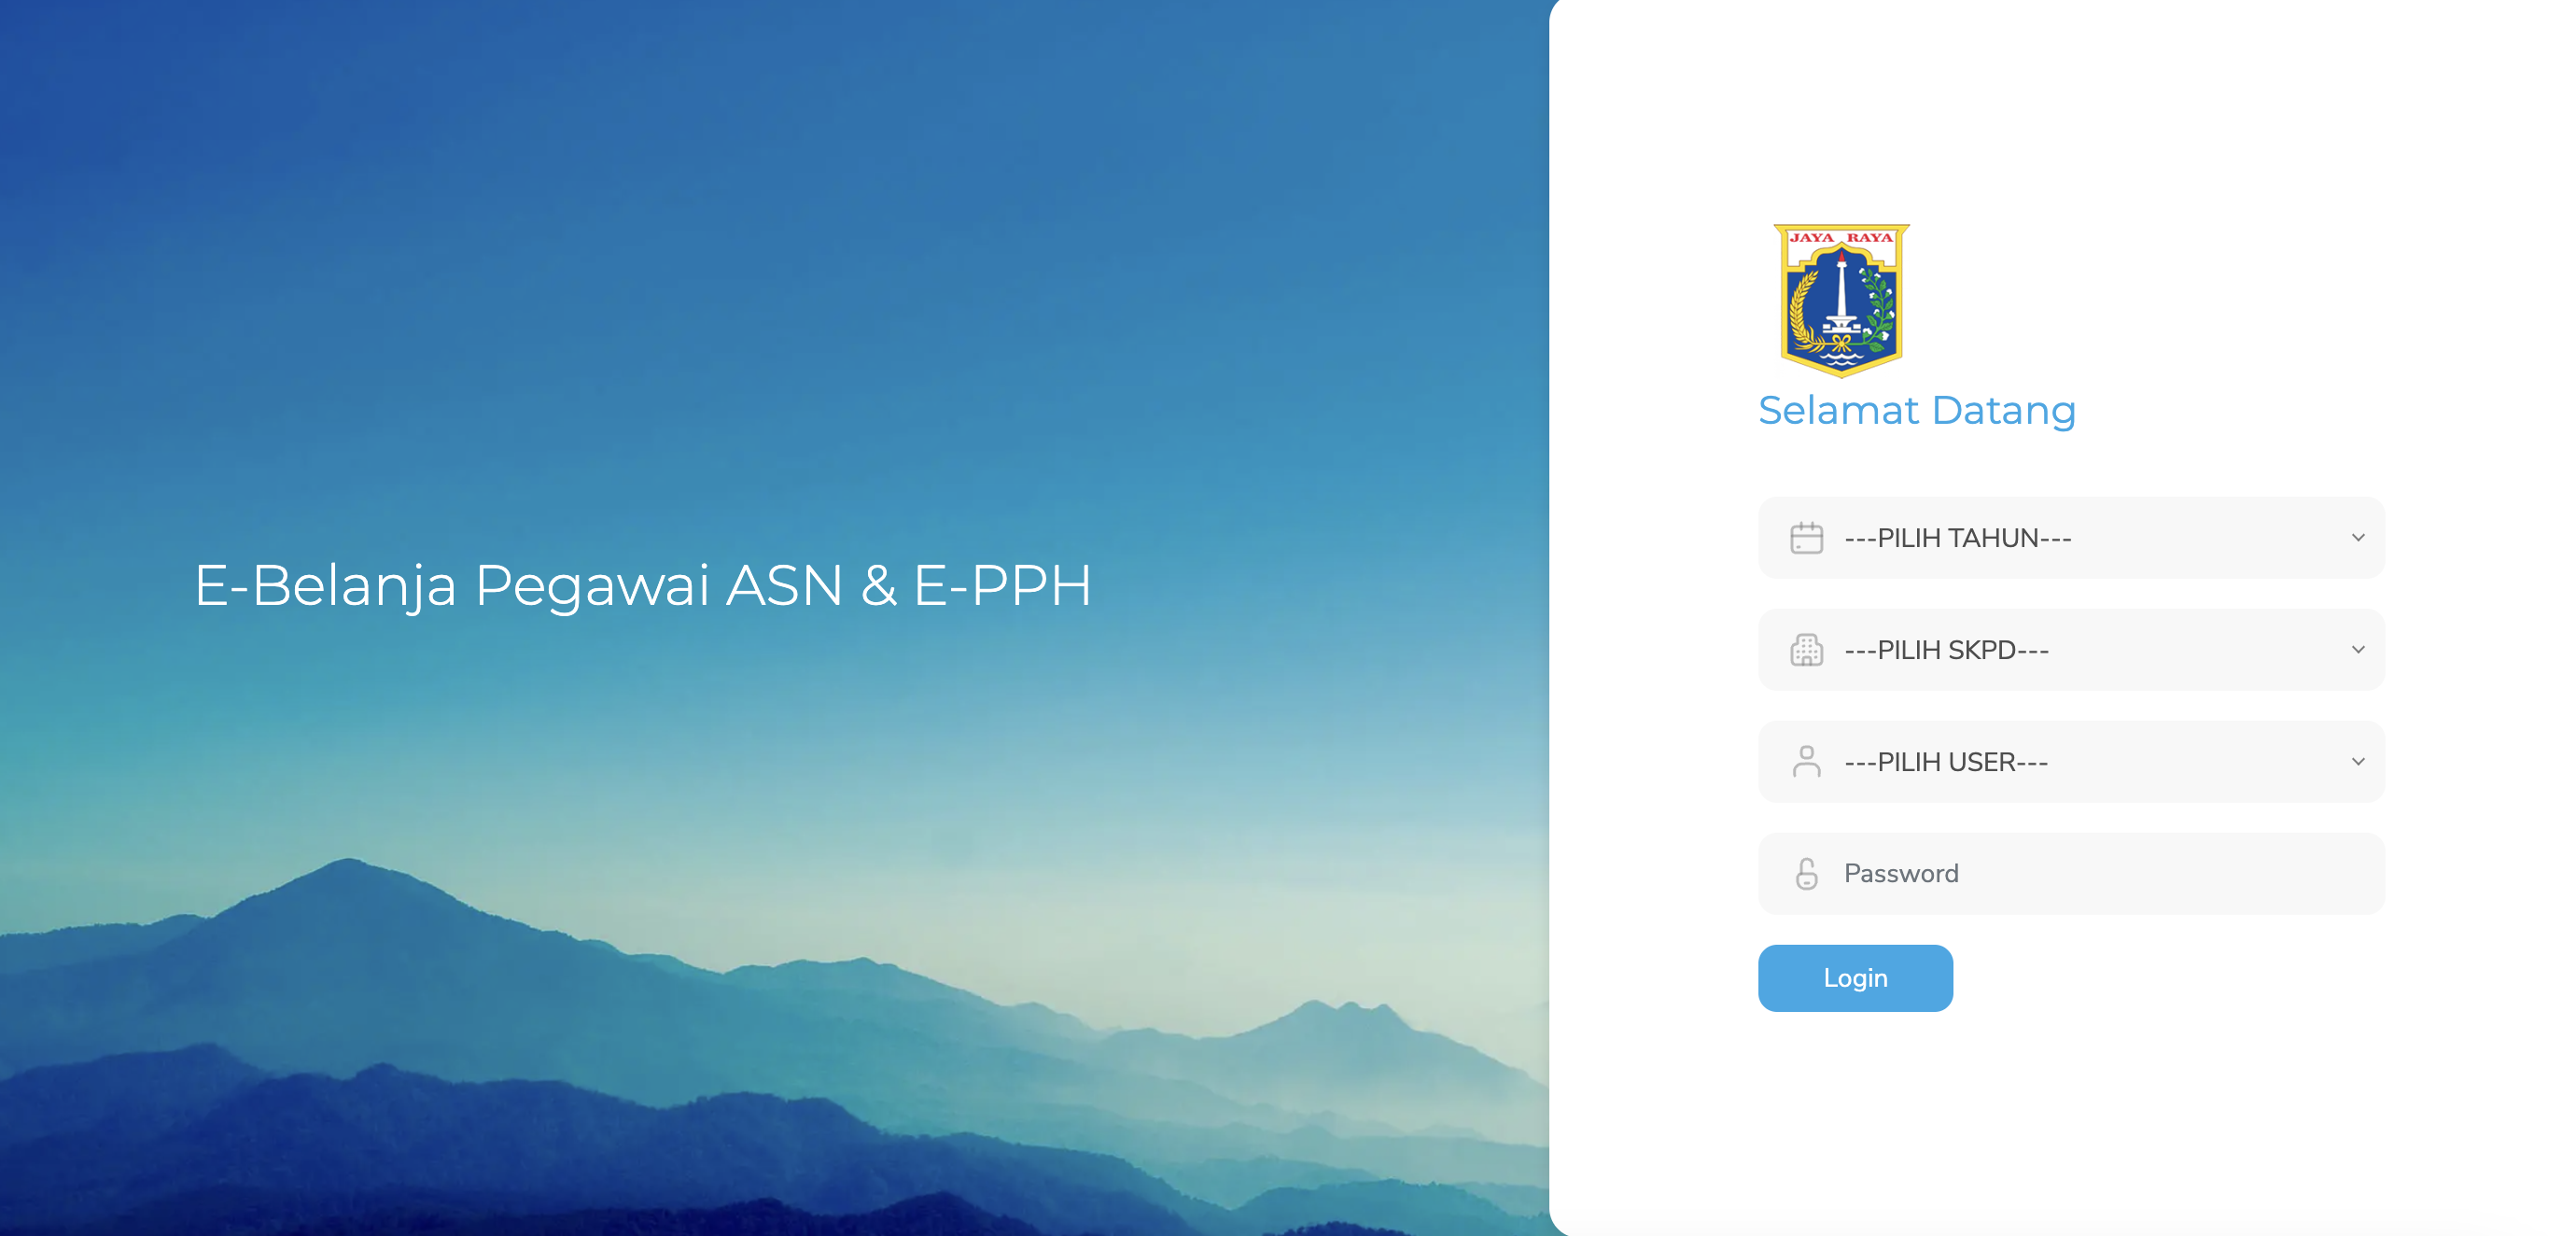 E-Belanja Pegawai ASN & E-PPH
JAYA RAYA
Selamat Datang
---PILIH TAHUN---
---PILIH SKPD---
---PILIH USER---
Password
Login